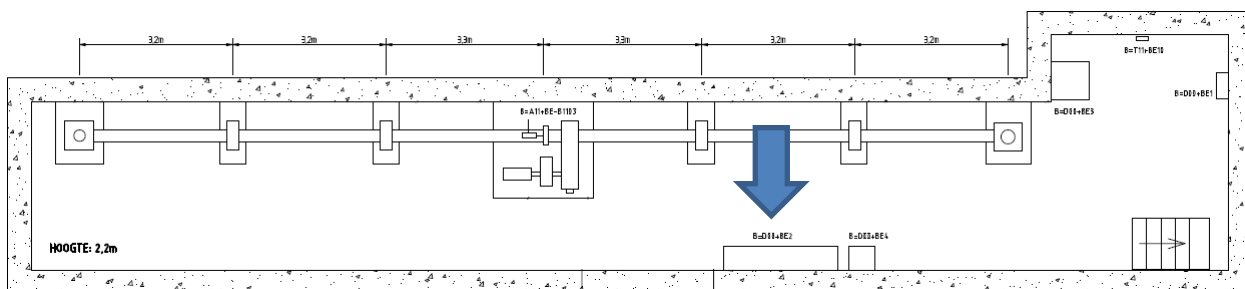 3,2m
3,2m
3,3m
3,3m
3,2m
3,2m
B=T11+BE10
B=D00+BE1
B=D00+BE3
B=A11+BE-B1103
B=D00+BE2
B=D00+BE4
HOOGTE: 2,2m